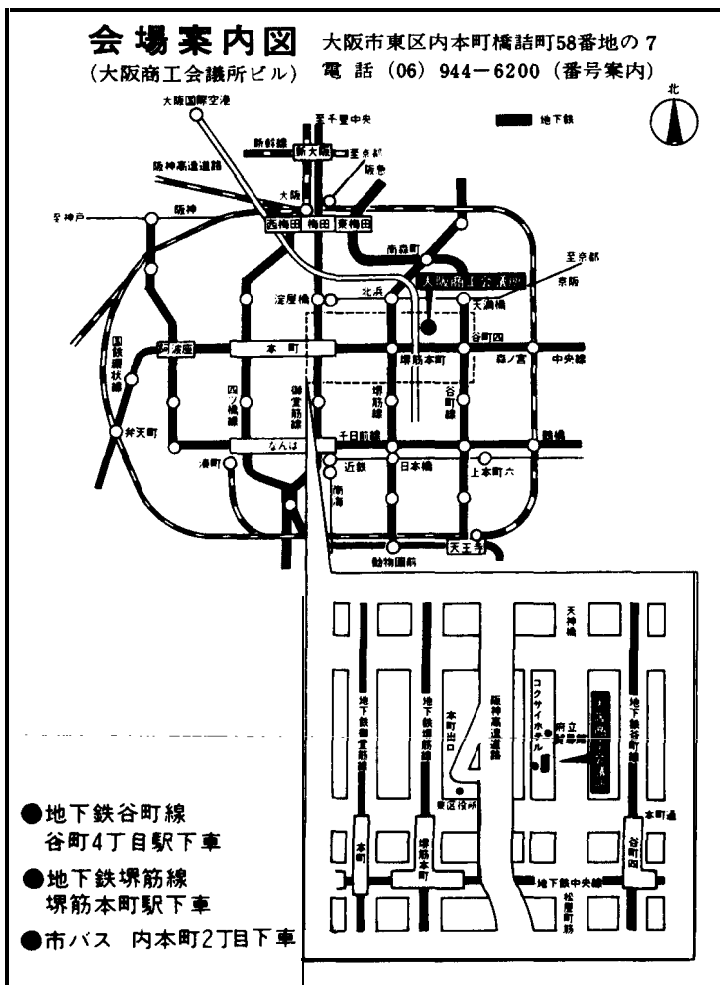 会場案内図
(大阪商工会議所ビル)
大阪市東区内本町橋詰町58番地の7
電話 (06) 944-6200 (番号案内)
大阪国際空港
至千里中央
地下鉄
北
新幹線
新大阪
至京都
阪急
阪神高速道路
大阪
至神戸
阪神
西梅田
梅田
東梅田
南森町
至京都
京阪
大阪商工会議所
淀屋橋
北浜
天満橋
谷町四
国鉄環状線
阿波座
本町
堺筋本町
森ノ宮
中央線
四ツ橋線
御堂筋線
堺筋線
谷町線
弁天町
なんば
千日前線
鶴橋
湊町
近鉄
日本橋
上本町六
南海
動物園前
天王寺
天神橋
地下鉄御堂筋線
地下鉄堺筋線
本町出口
阪神高速道路
コクサイホテル
府立
地下鉄谷町線
東区役所
本町通
本町
堺筋本町
谷町四
地下鉄中央線
松屋町筋
●地下鉄谷町線
谷町4丁目駅下車
●地下鉄堺筋線
堺筋本町駅下車
●市バス 内本町2丁目下車